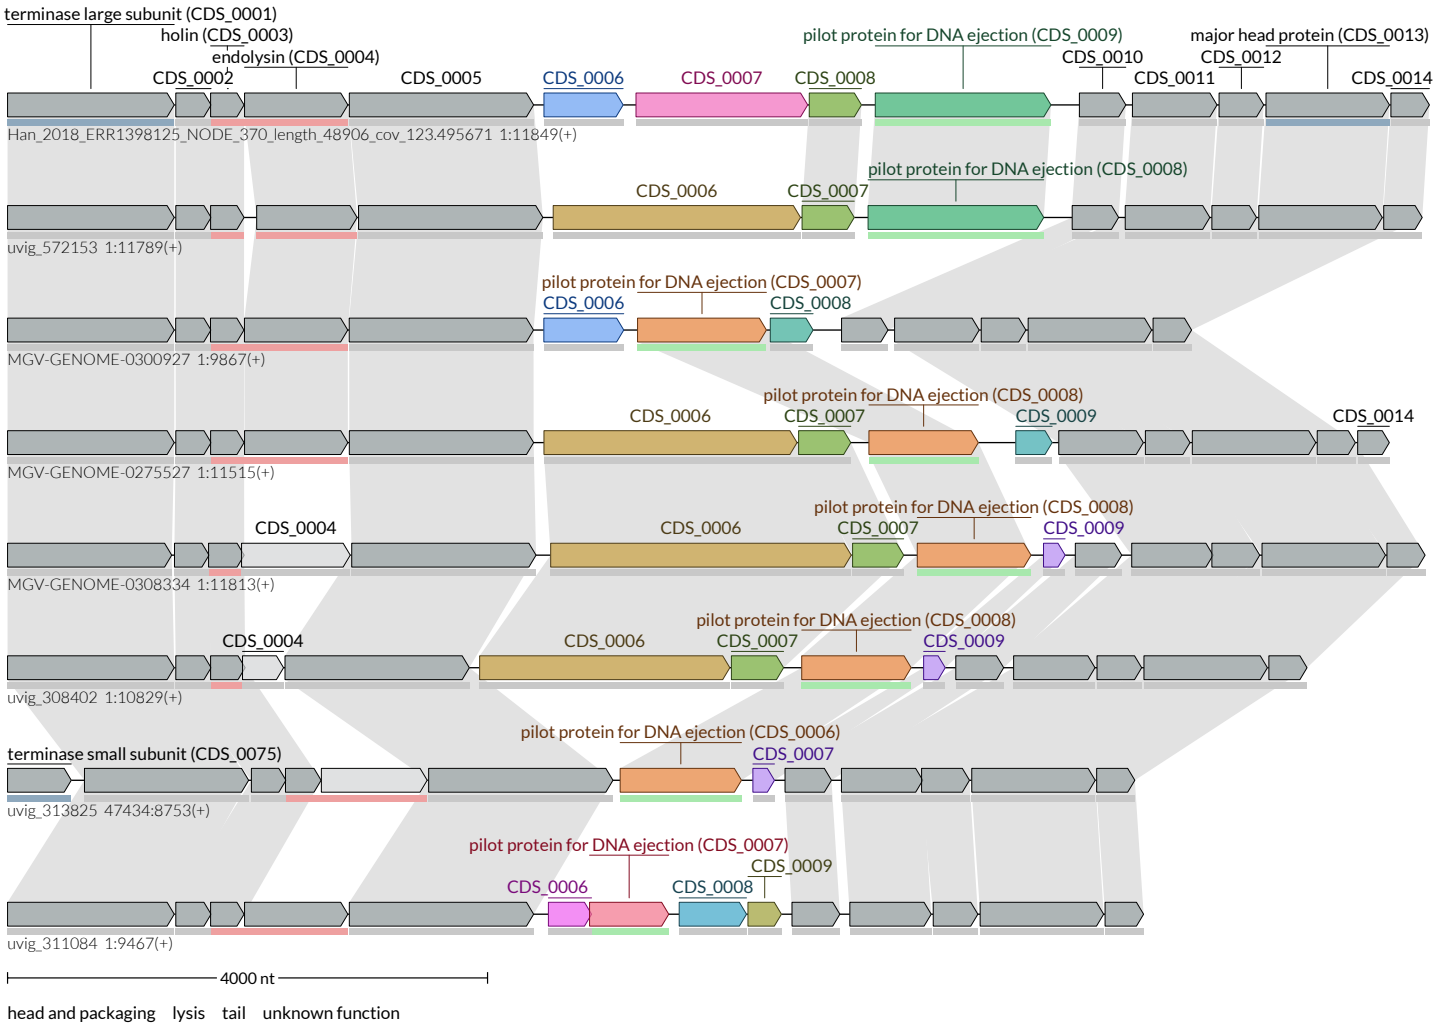 terminase large subunit (CDS_0001)
holin (CDS_0003)
pilot protein for DNA ejection (CDS_0009)
major head protein (CDS_0013)
endolysin (CDS_0004)
CDS_0010
CDS_0012
CDS_0002
CDS_0005
CDS_0006
CDS_0007
CDS_0008
CDS_0011
CDS_0014
Han_2018_ERR1398125_NODE_370_length_48906_cov_123.495671 1:11849(+)
pilot protein for DNA ejection (CDS_0008)
CDS_0006
CDS_0007
uvig_572153 1:11789(+)
pilot protein for DNA ejection (CDS_0007)
CDS_0006
CDS_0008
MGV-GENOME-0300927 1:9867(+)
pilot protein for DNA ejection (CDS_0008)
CDS_0006
CDS_0007
CDS_0009
CDS_0014
MGV-GENOME-0275527 1:11515(+)
pilot protein for DNA ejection (CDS_0008)
CDS_0004
CDS_0006
CDS_0007
CDS_0009
MGV-GENOME-0308334 1:11813(+)
pilot protein for DNA ejection (CDS_0008)
CDS_0004
CDS_0006
CDS_0007
CDS_0009
uvig_308402 1:10829(+)
pilot protein for DNA ejection (CDS_0006)
terminase small subunit (CDS_0075)
CDS_0007
uvig_313825 47434:8753(+)
pilot protein for DNA ejection (CDS_0007)
CDS_0009
CDS_0006
CDS_0008
uvig_311084 1:9467(+)
4000 nt
head and packaging lysis tail unknown function